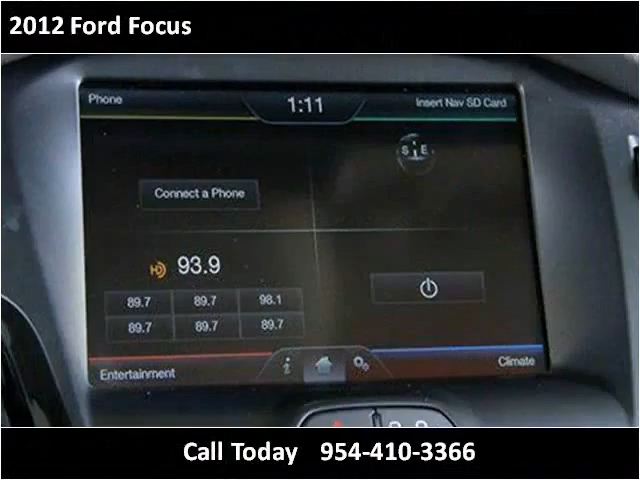 2012 Ford Focus
Phone
1:11
Insert Nav SD Card
S E
Connect a Phone
HD 93.9
89.7 89.7 98.1
89.7 89.7 89.7
Entertainment
i
Climate
Call Today 954-410-3366